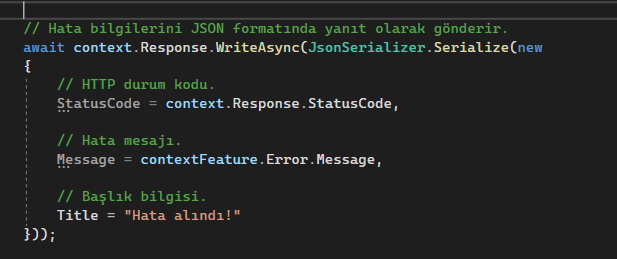 // Hata bilgilerini JSON formatında yanıt olarak gönderir.
await context.Response.WriteAsync(JsonSerializer.Serialize(new
{
    // HTTP durum kodu.
    StatusCode = context.Response.StatusCode,
    // Hata mesajı.
    Message = contextFeature.Error.Message,
    // Başlık bilgisi.
    Title = "Hata alındı!"
}));